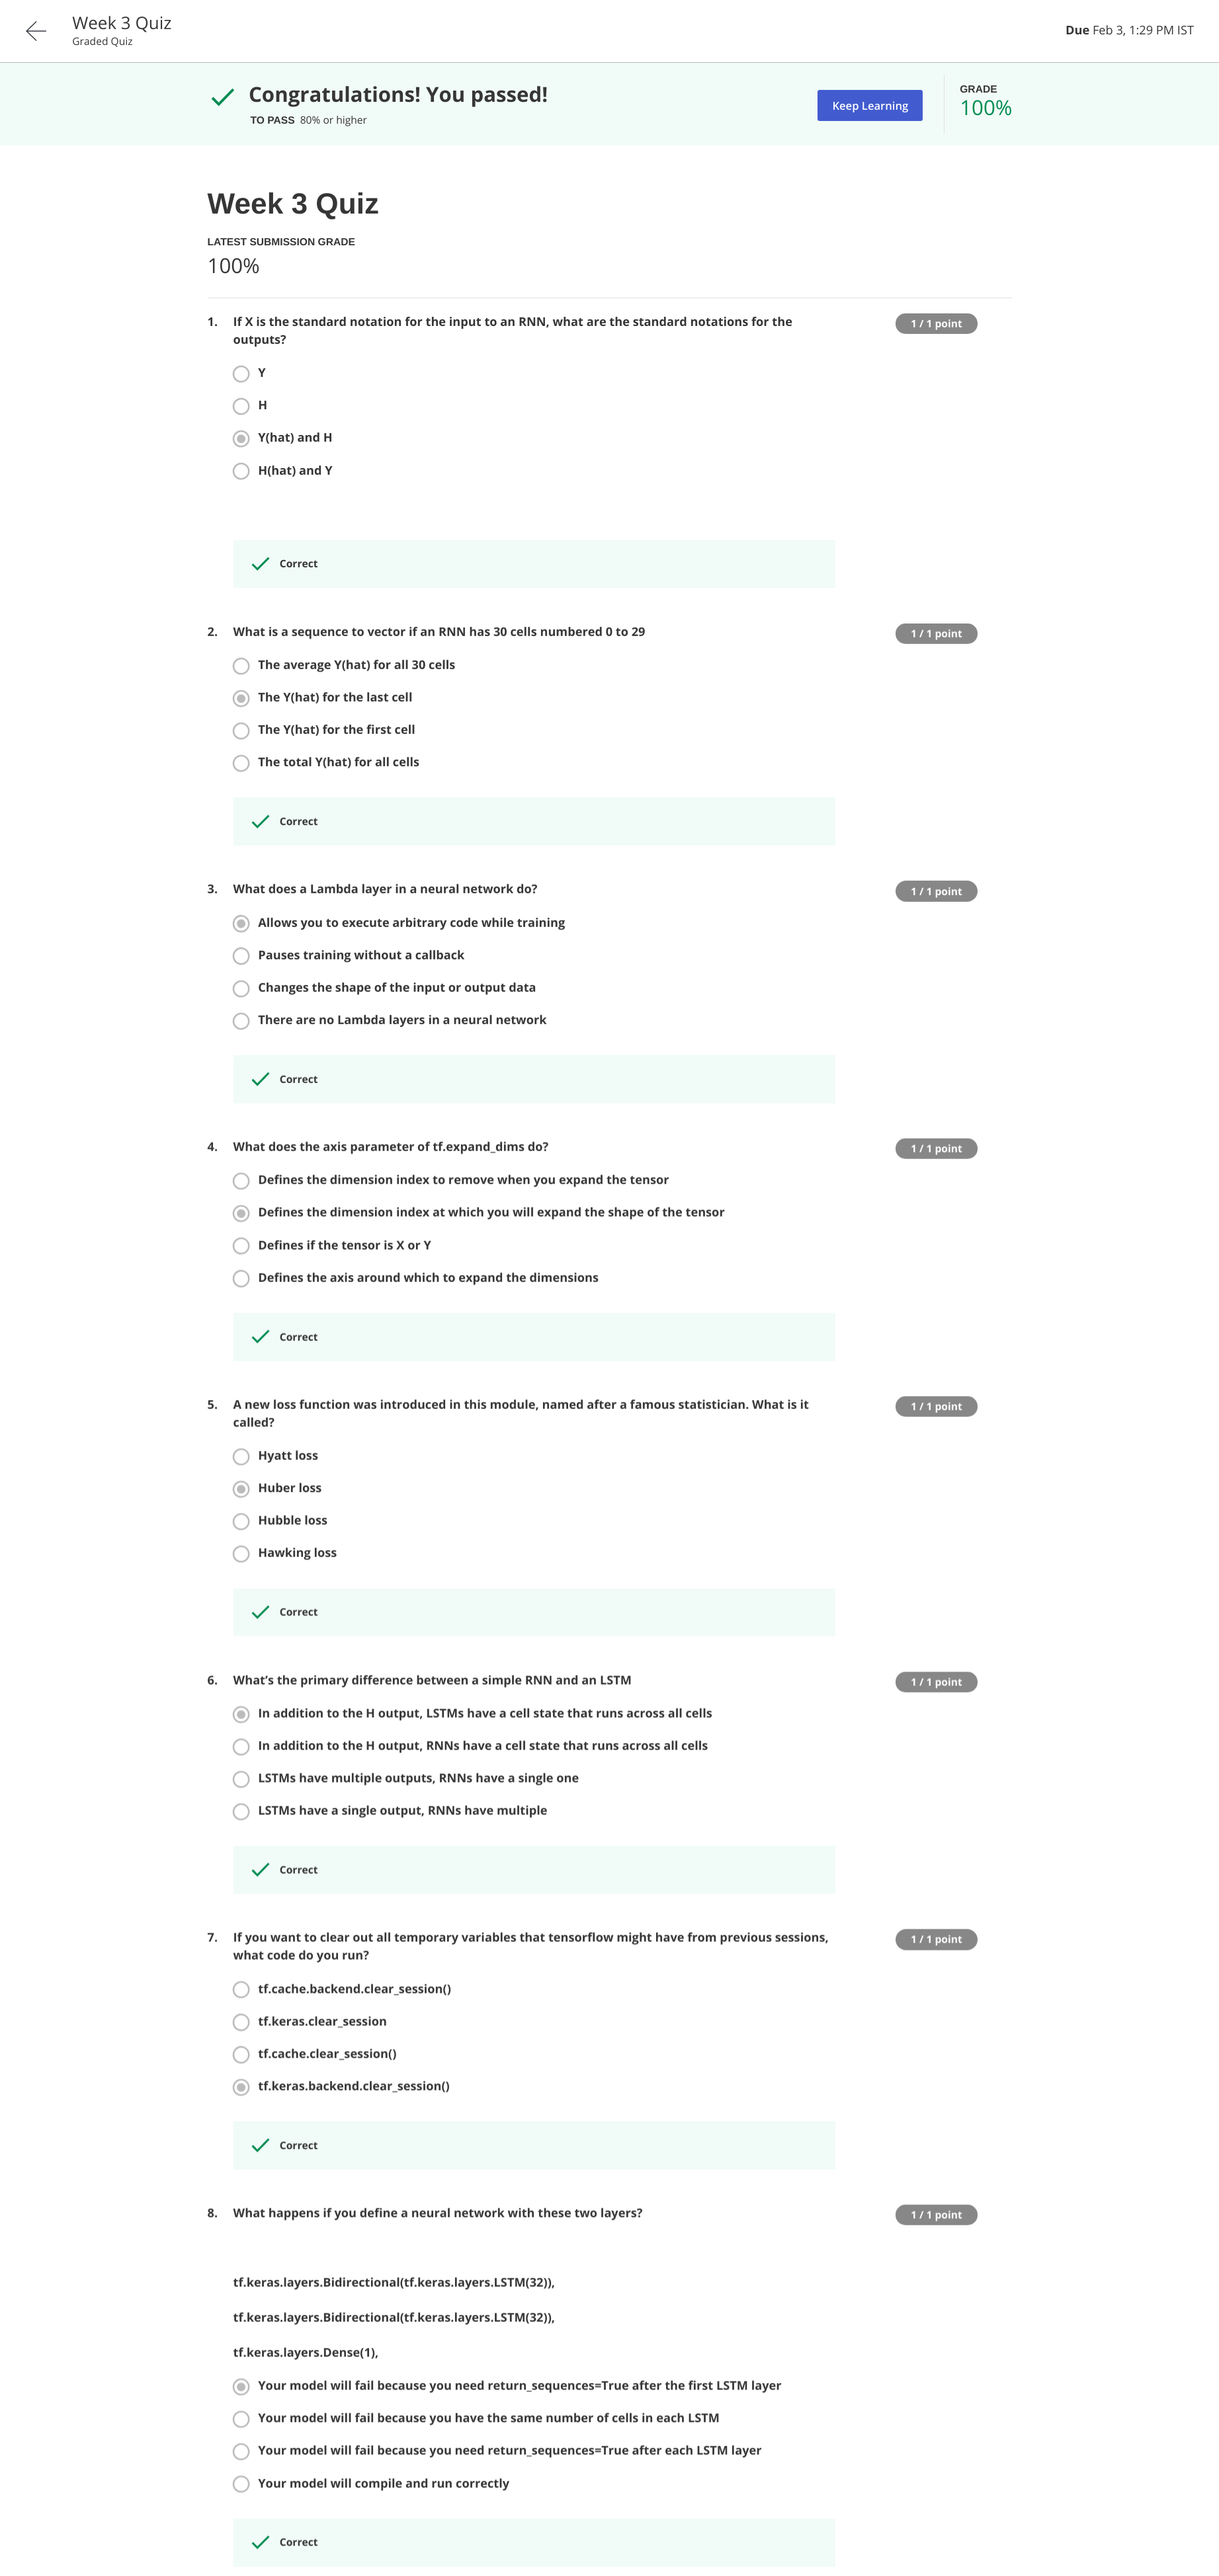 Week 3 Quiz
Graded Quiz
Due Feb 3, 1:29 PM IST
Congratulations! You passed!
TO PASS 80% or higher
Keep Learning
GRADE
100%
Week 3 Quiz
LATEST SUBMISSION GRADE
100%
1. If X is the standard notation for the input to an RNN, what are the standard notations for the
outputs?
1 / 1 point
Y
H
Y(hat) and H
H(hat) and Y
Correct
2. What is a sequence to vector if an RNN has 30 cells numbered 0 to 29
1 / 1 point
The average Y(hat) for all 30 cells
The Y(hat) for the last cell
The Y(hat) for the first cell
The total Y(hat) for all cells
Correct
3. What does a Lambda layer in a neural network do?
1 / 1 point
Allows you to execute arbitrary code while training
Pauses training without a callback
Changes the shape of the input or output data
There are no Lambda layers in a neural network
Correct
4. What does the axis parameter of tf.expand_dims do?
1 / 1 point
Defines the dimension index to remove when you expand the tensor
Defines the dimension index at which you will expand the shape of the tensor
Defines if the tensor is X or Y
Defines the axis around which to expand the dimensions
Correct
5. A new loss function was introduced in this module, named after a famous statistician. What is it
called?
1 / 1 point
Hyatt loss
Huber loss
Hubble loss
Hawking loss
Correct
6. What’s the primary difference between a simple RNN and an LSTM
1 / 1 point
In addition to the H output, LSTMs have a cell state that runs across all cells
In addition to the H output, RNNs have a cell state that runs across all cells
LSTMs have multiple outputs, RNNs have a single one
LSTMs have a single output, RNNs have multiple
Correct
7. If you want to clear out all temporary variables that tensorflow might have from previous sessions,
what code do you run?
1 / 1 point
tf.cache.backend.clear_session()
tf.keras.clear_session
tf.cache.clear_session()
tf.keras.backend.clear_session()
Correct
8. What happens if you define a neural network with these two layers?
1 / 1 point
tf.keras.layers.Bidirectional(tf.keras.layers.LSTM(32)),
tf.keras.layers.Bidirectional(tf.keras.layers.LSTM(32)),
tf.keras.layers.Dense(1),
Your model will fail because you need return_sequences=True after the first LSTM layer
Your model will fail because you have the same number of cells in each LSTM
Your model will fail because you need return_sequences=True after each LSTM layer
Your model will compile and run correctly
Correct